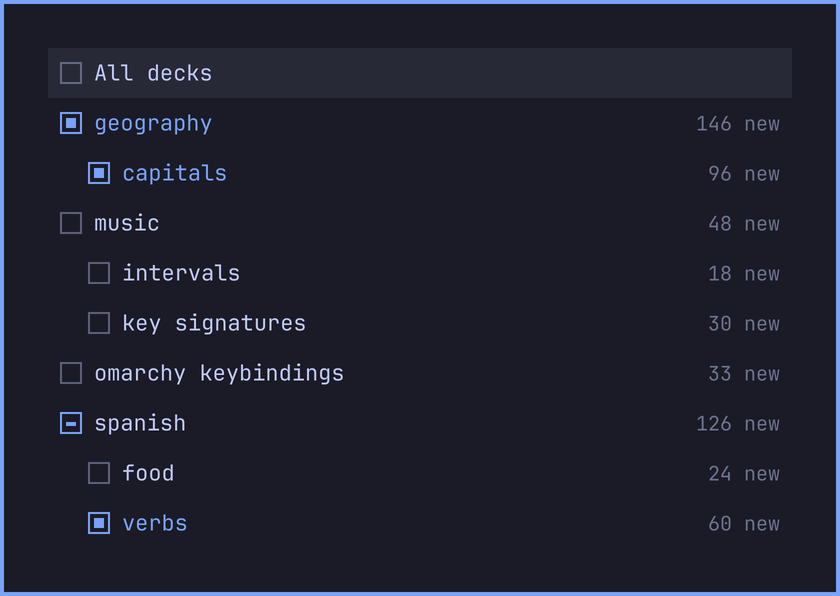 All decks
geography 146 new
capitals 96 new
music 48 new
intervals 18 new
key signatures 30 new
omarchy keybindings 33 new
spanish 126 new
food 24 new
verbs 60 new